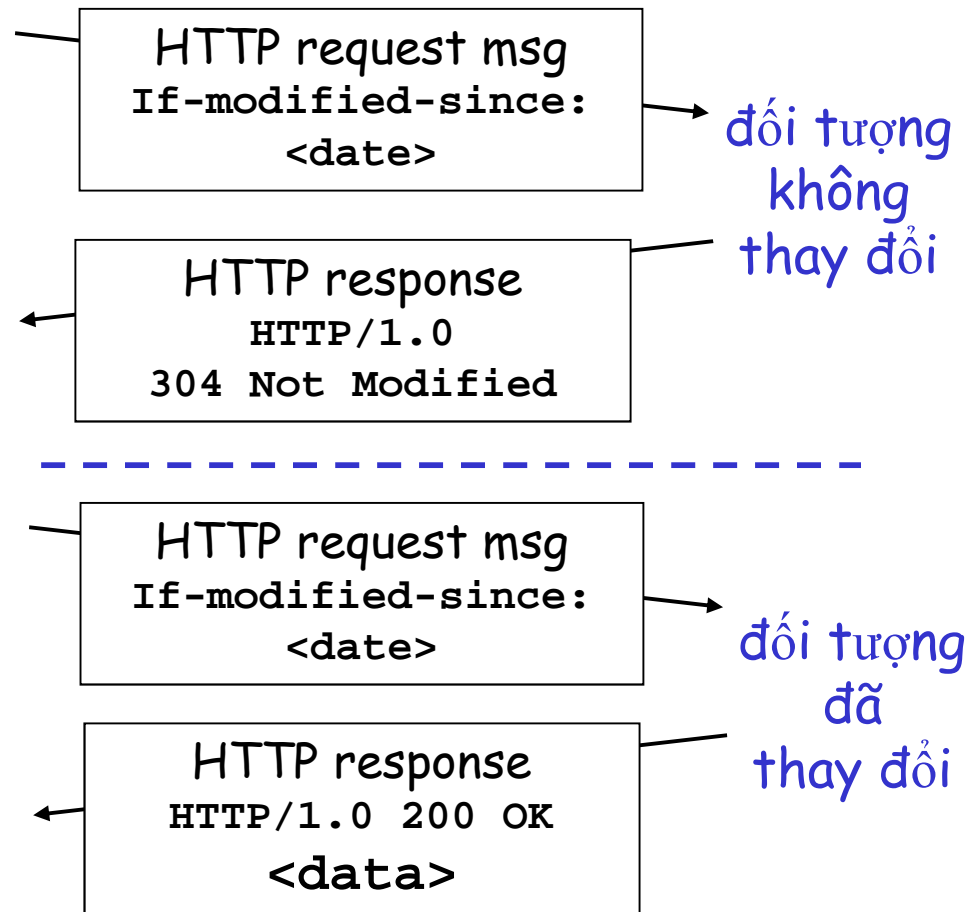 HTTP request msg
If-modified-since:
<date>
đối tượng
không
thay đổi
HTTP response
HTTP/1.0
304 Not Modified
HTTP request msg
If-modified-since:
<date>
đối tượng
đã
thay đổi
HTTP response
HTTP/1.0 200 OK
<data>